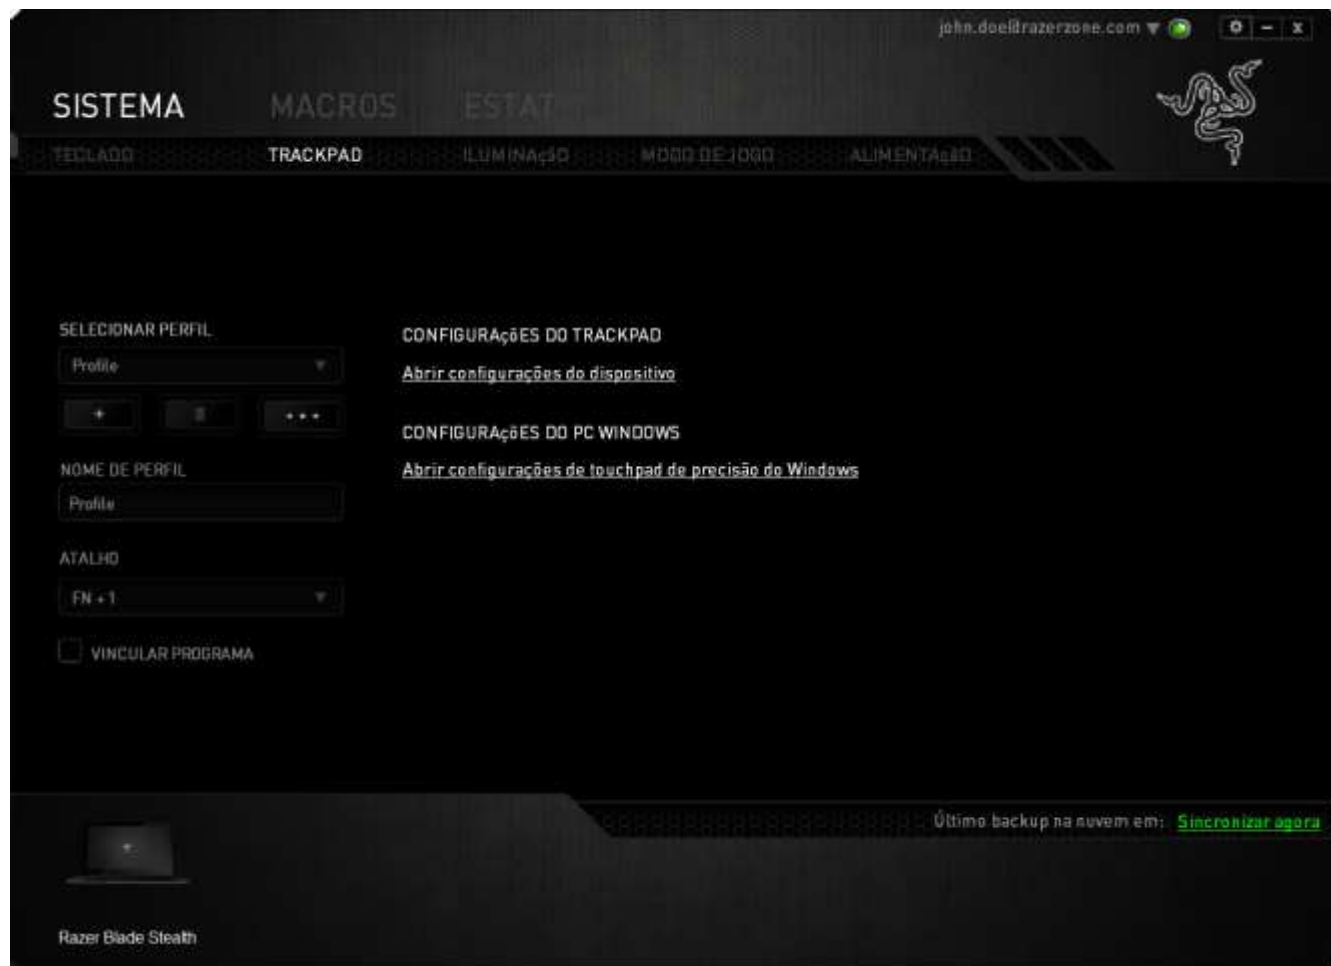 john.doe@razerzone.com
SISTEMA MACROS ESTAT
TECLADO TRACKPAD ILUMINAçãO MODO DE JOGO ALIMENTAçãO
SELECIONAR PERFIL
Profile
NOME DE PERFIL
Profile
ATALHO
FN + 1
VINCULAR PROGRAMA
CONFIGURAçõES DO TRACKPAD
Abrir configurações do dispositivo
CONFIGURAçõES DO PC WINDOWS
Abrir configurações de touchpad de precisão do Windows
Último backup na nuvem em: Sincronizar agora
Razer Blade Stealth